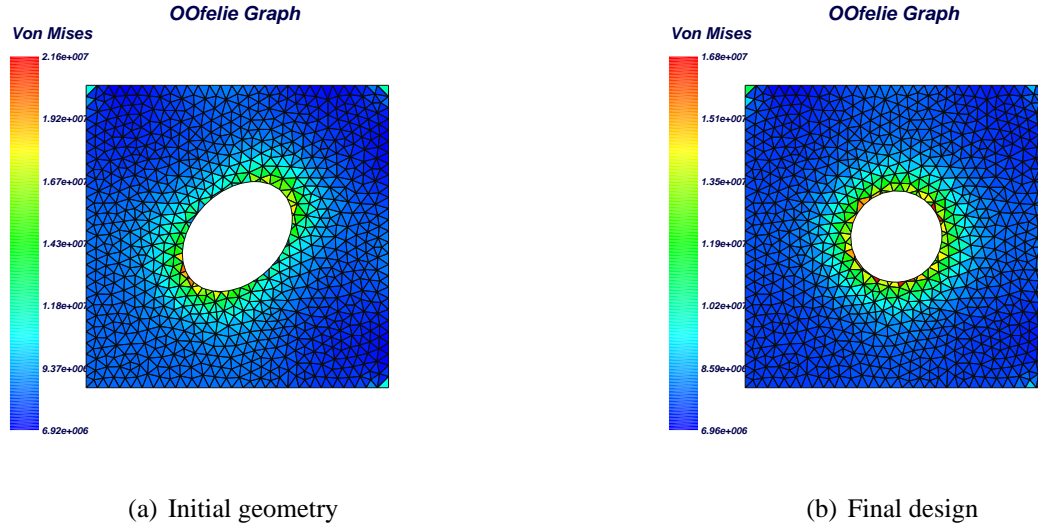 OOfelie Graph
Von Mises
2.16e+007
1.92e+007
1.67e+007
1.43e+007
1.18e+007
9.37e+006
6.92e+006
(a) Initial geometry
OOfelie Graph
Von Mises
1.68e+007
1.51e+007
1.35e+007
1.19e+007
1.02e+007
8.59e+006
6.96e+006
(b) Final design